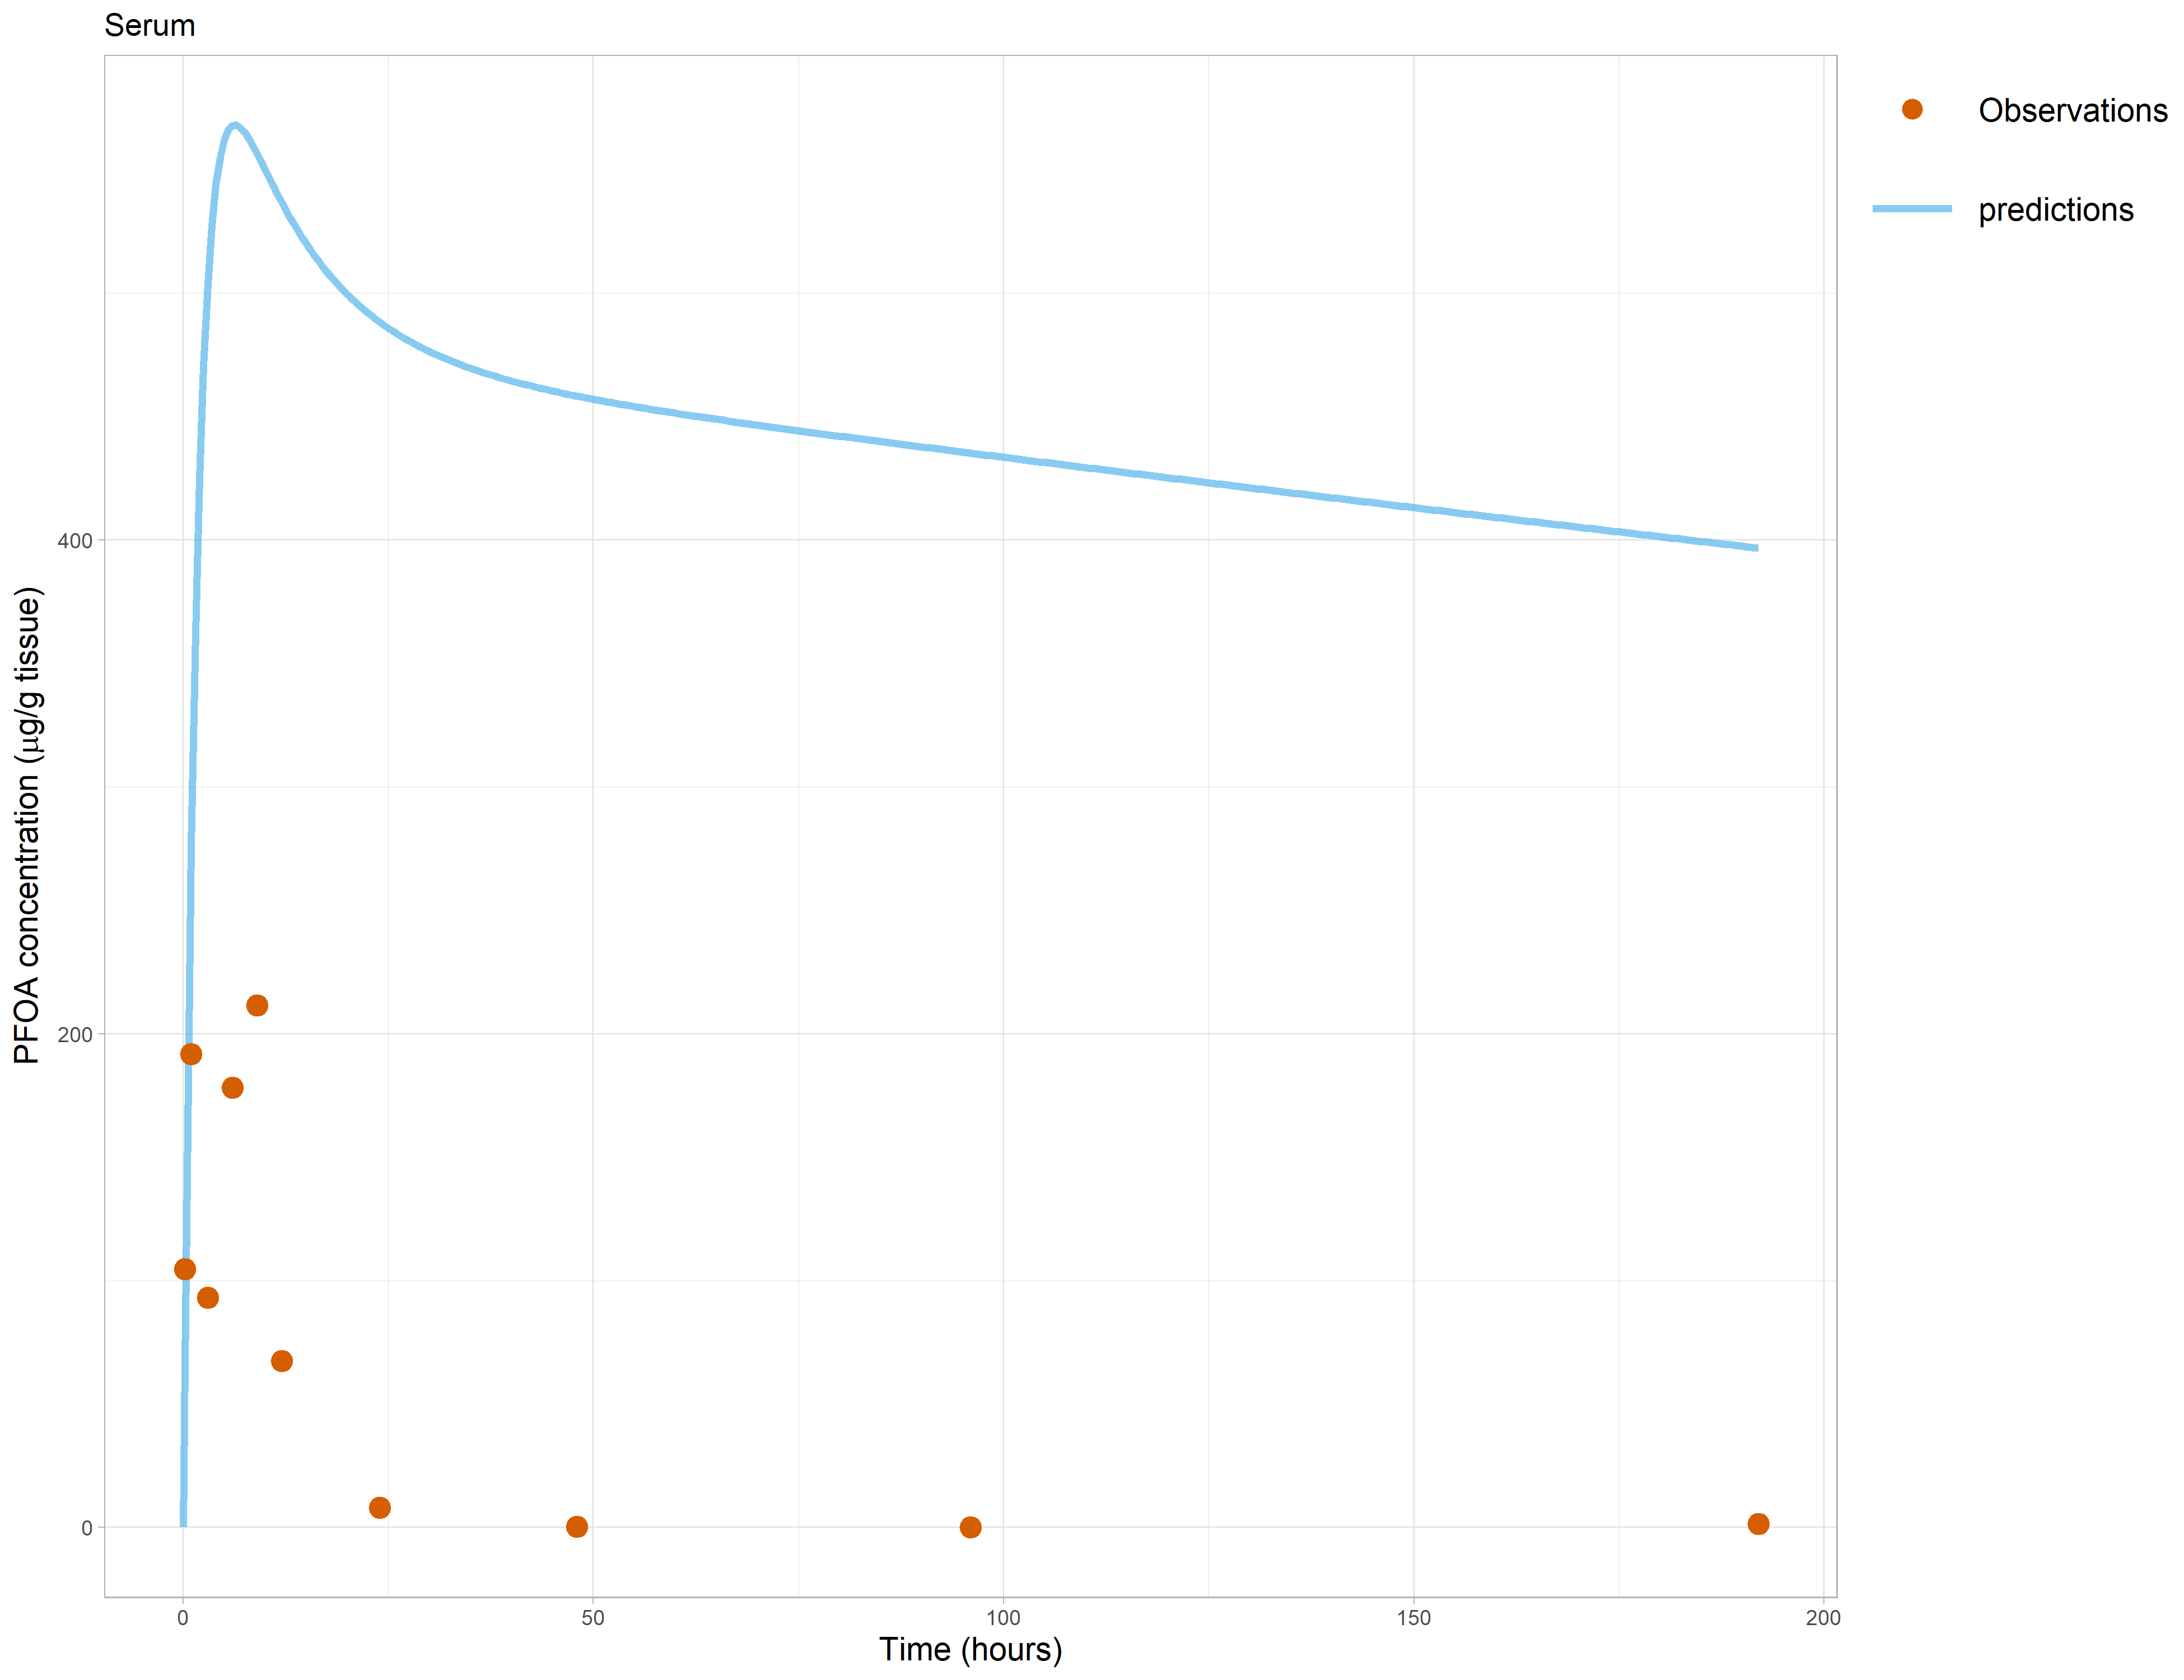 Serum
Observations
predictions
PFOA concentration (μg/g tissue)
400
200
0
0 50 100 150 200
Time (hours)